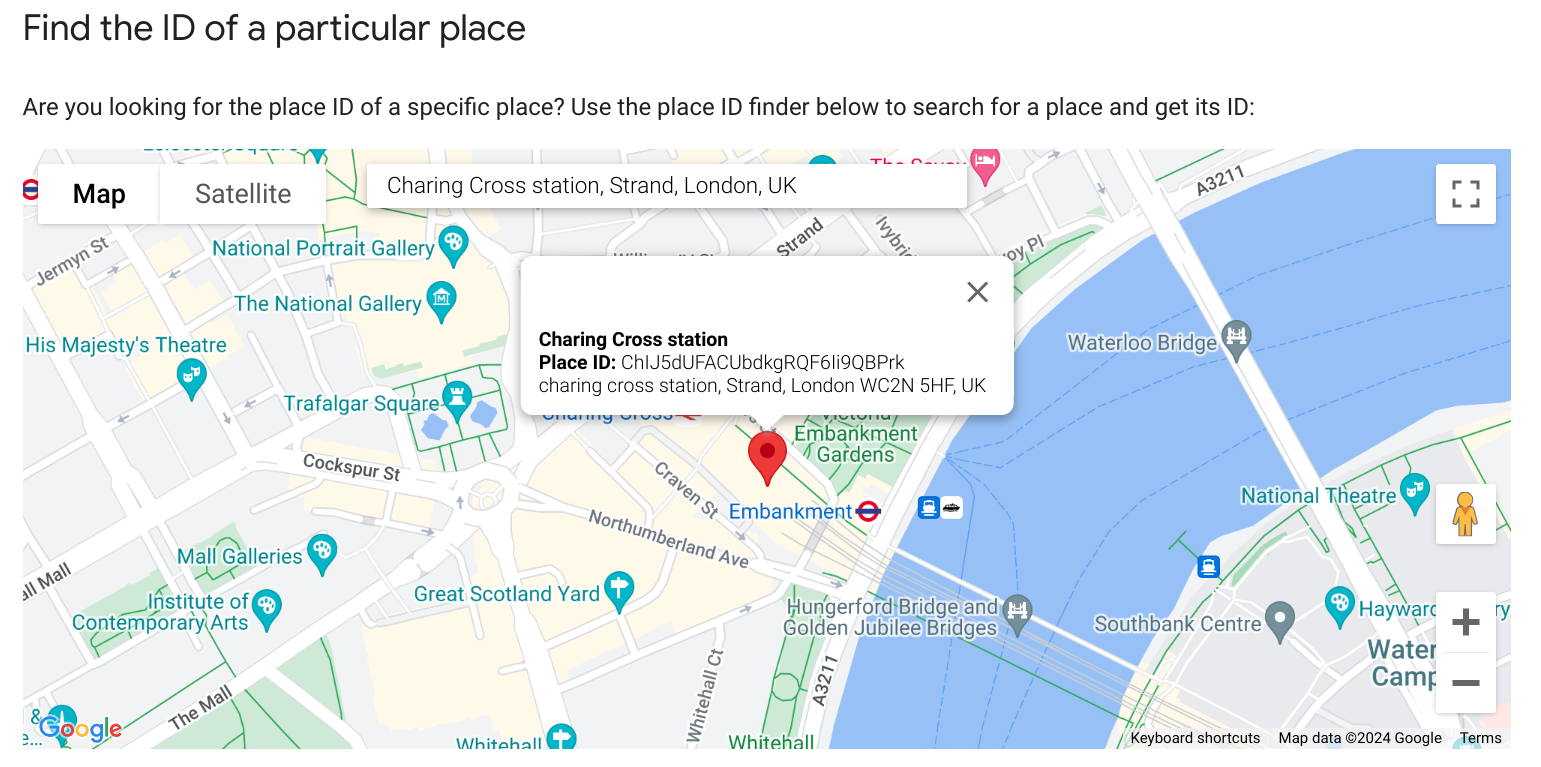 Find the ID of a particular place
Are you looking for the place ID of a specific place? Use the place ID finder below to search for a place and get its ID:
Map
Satellite
Charing Cross station, Strand, London, UK
The Savoy
A3211
Jermyn St
National Portrait Gallery
Strand
The National Gallery
His Majesty's Theatre
Charing Cross station
Place ID: ChIJ5dUFACUbdkgRQF6Ii9QBPrk
charing cross station, Strand, London WC2N 5HF, UK
Waterloo Bridge
Trafalgar Square
Charing Cross
Victoria
Embankment
Gardens
Cockspur St
Craven St
Embankment
National Theatre
Northumberland Ave
Mall Galleries
Great Scotland Yard
Institute of
Contemporary Arts
Hungerford Bridge and
Golden Jubilee Bridges
Southbank Centre
Hayward
Whitehall Ct
A3211
The Mall
Whitehall
Whitehall
Google
Keyboard shortcuts
Map data ©2024 Google
Terms